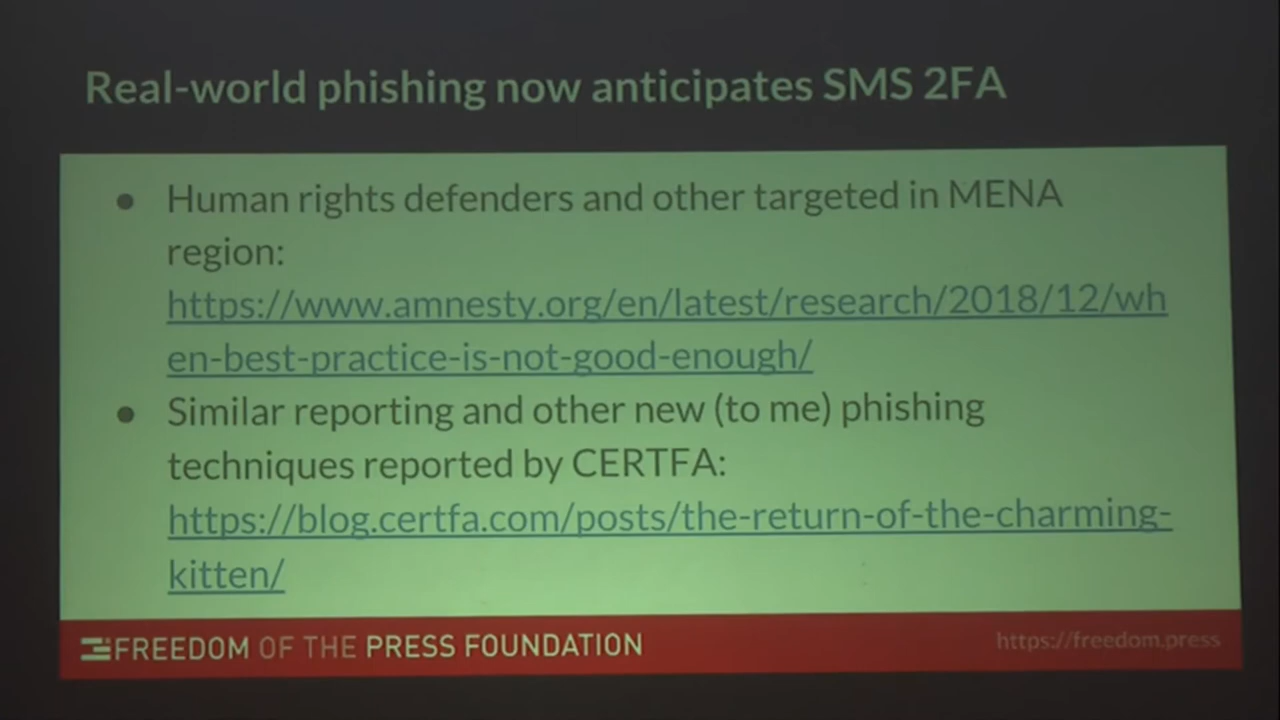 Real-world phishing now anticipates SMS 2FA
● Human rights defenders and other targeted in MENA
region:
https://www.amnesty.org/en/latest/research/2018/12/wh
en-best-practice-is-not-good-enough/
● Similar reporting and other new (to me) phishing
techniques reported by CERTFA:
https://blog.certfa.com/posts/the-return-of-the-charming-
kitten/
FREEDOM OF THE PRESS FOUNDATION
https://freedom.press